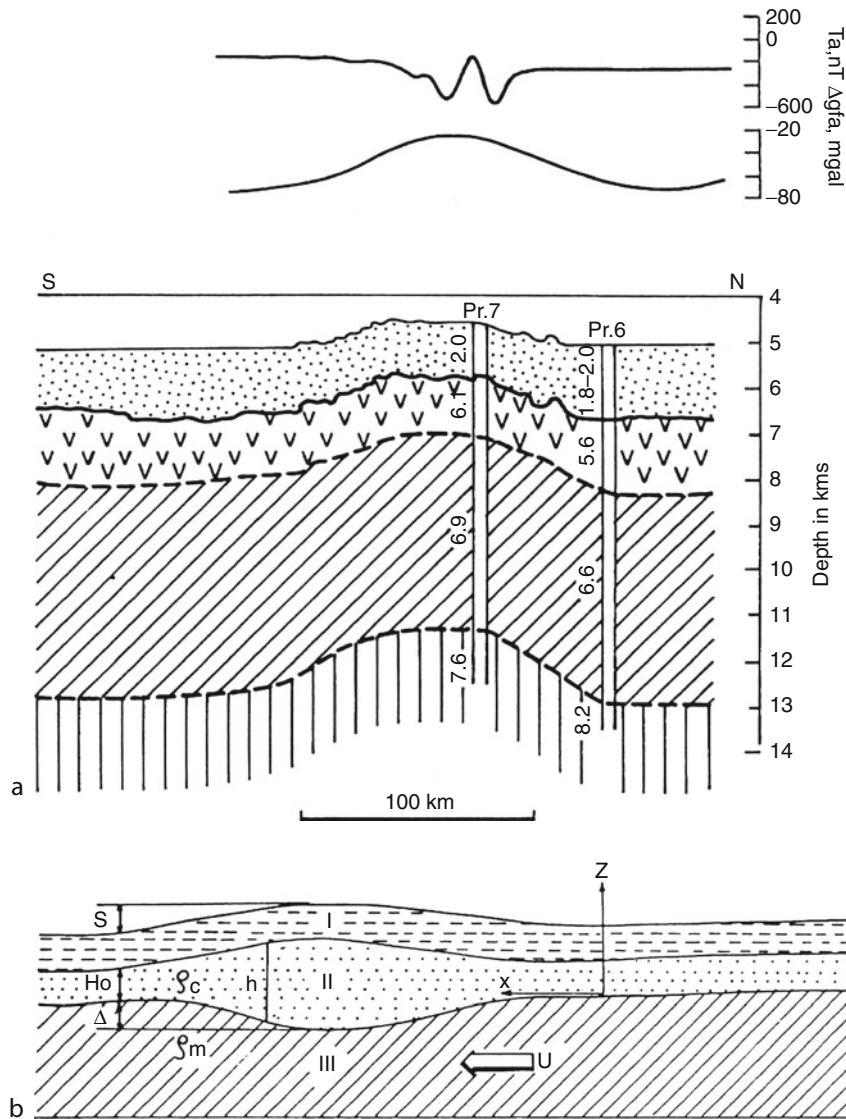 200
0
−600
Ta,nT
−20
−80
Δgfa, mgal
S
N
4
5
6
7
8
9
10
11
12
13
14
Depth in kms
Pr.7
Pr.6
2.0
6.1
6.9
7.6
1.8–2.0
5.6
6.6
8.2
a
100 km
Z
S
I
Ho
ρc
h
II
x
Δ
ρm
III
U
b